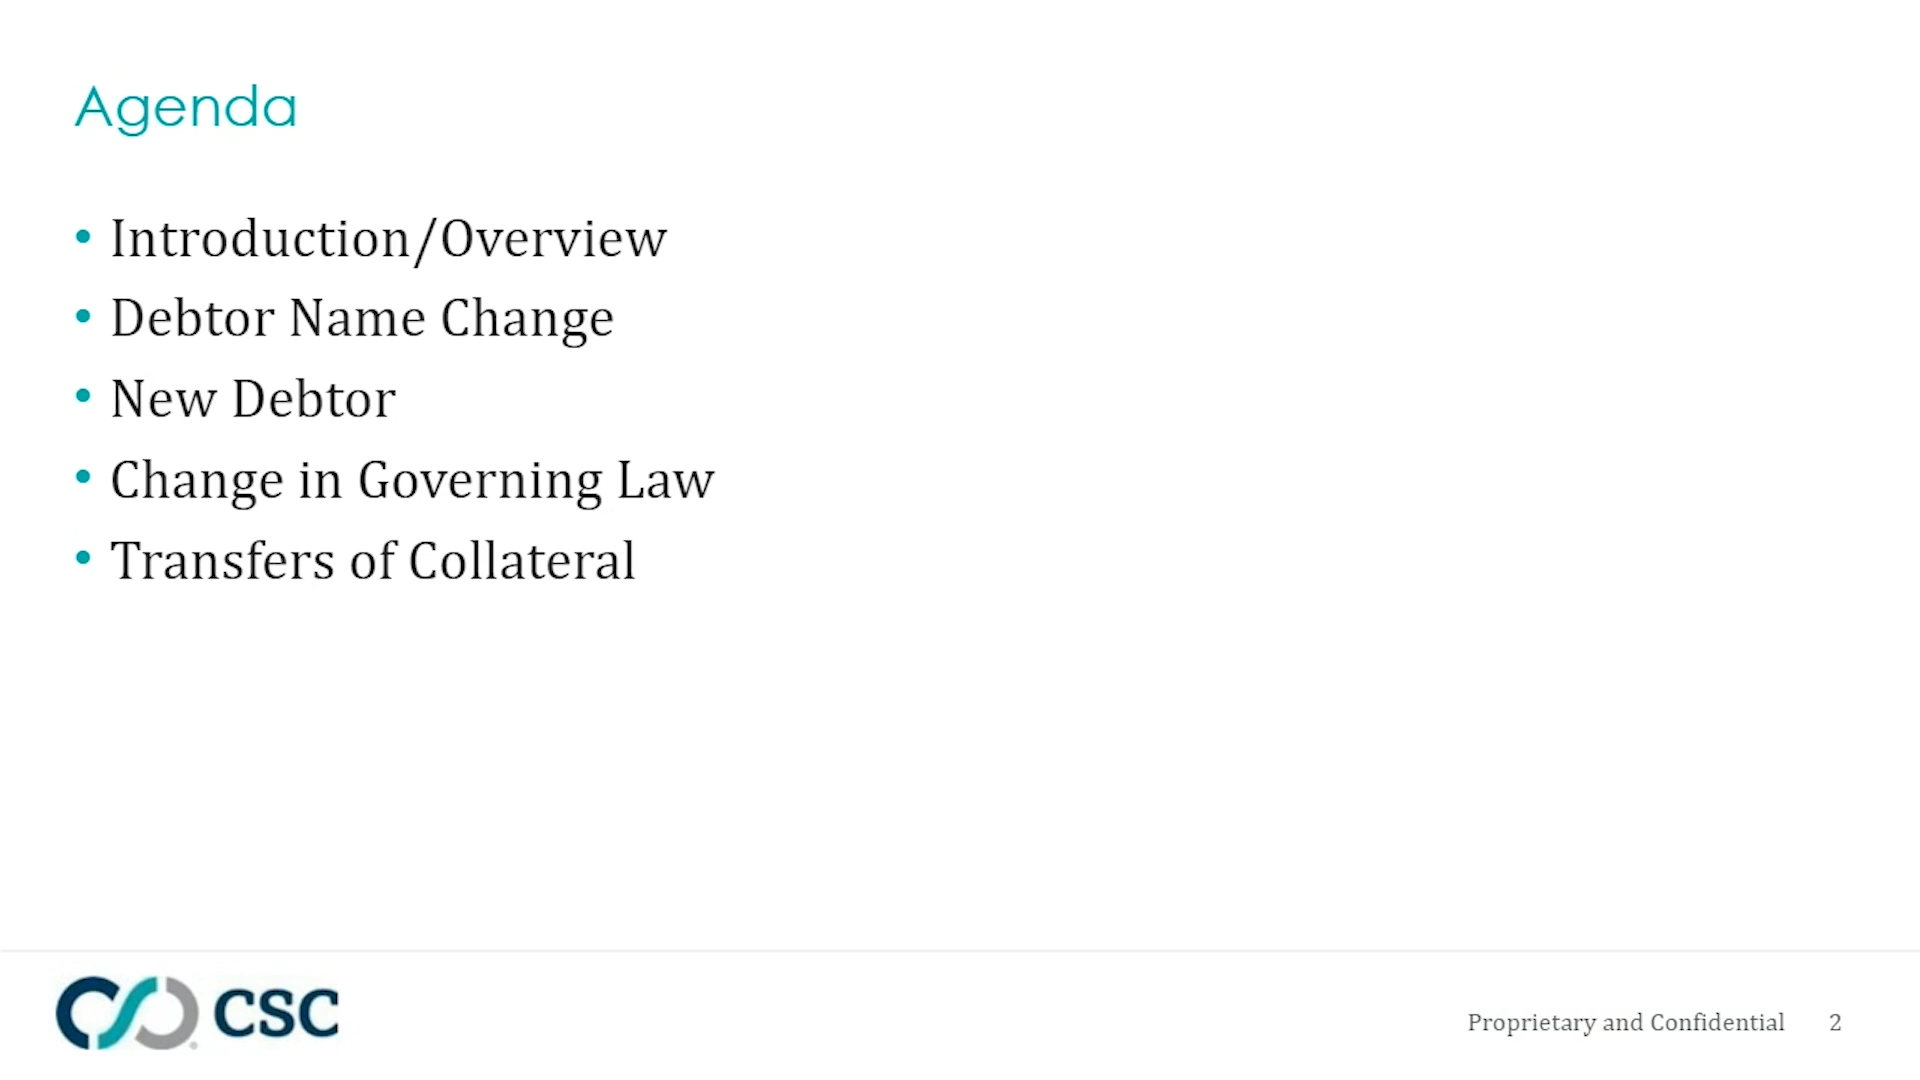 Agenda
• Introduction/Overview
• Debtor Name Change
• New Debtor
• Change in Governing Law
• Transfers of Collateral
CSC
Proprietary and Confidential 2